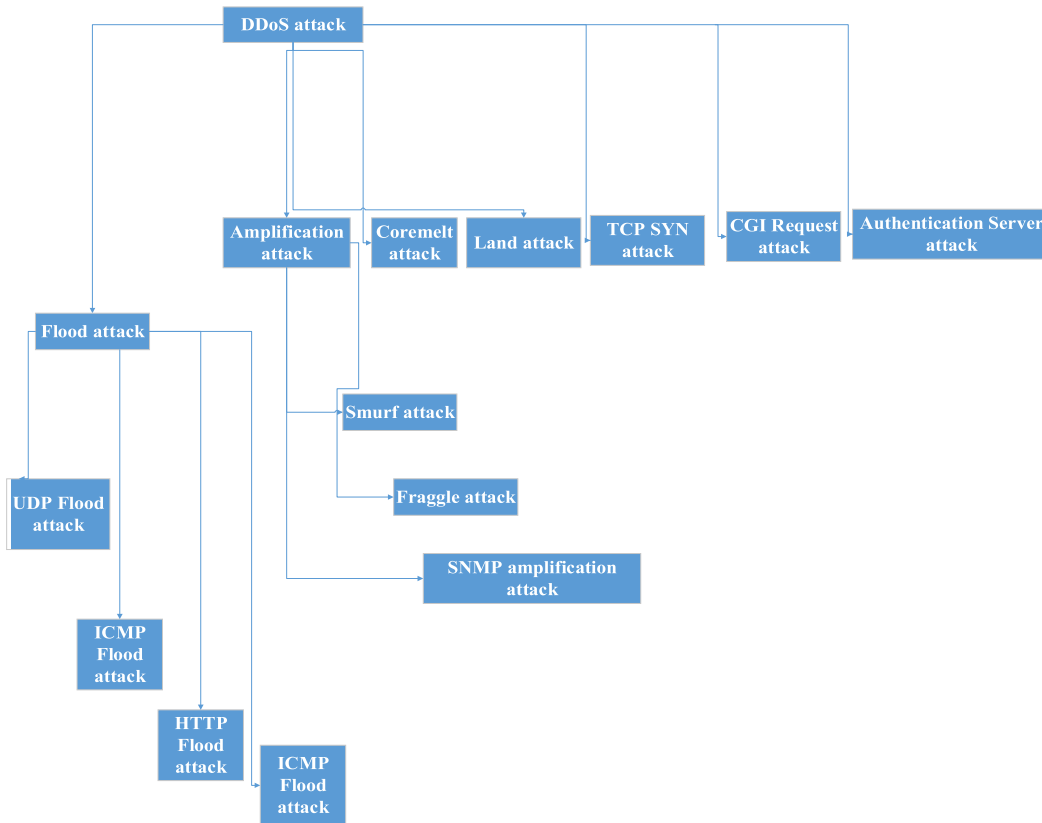 DDoS attack
Amplification
attack
Coremelt
attack
Land attack
TCP SYN
attack
CGI Request
attack
Authentication Server
attack
Flood attack
Smurf attack
UDP Flood
attack
Fraggle attack
SNMP amplification
attack
ICMP
Flood
attack
HTTP
Flood
attack
ICMP
Flood
attack